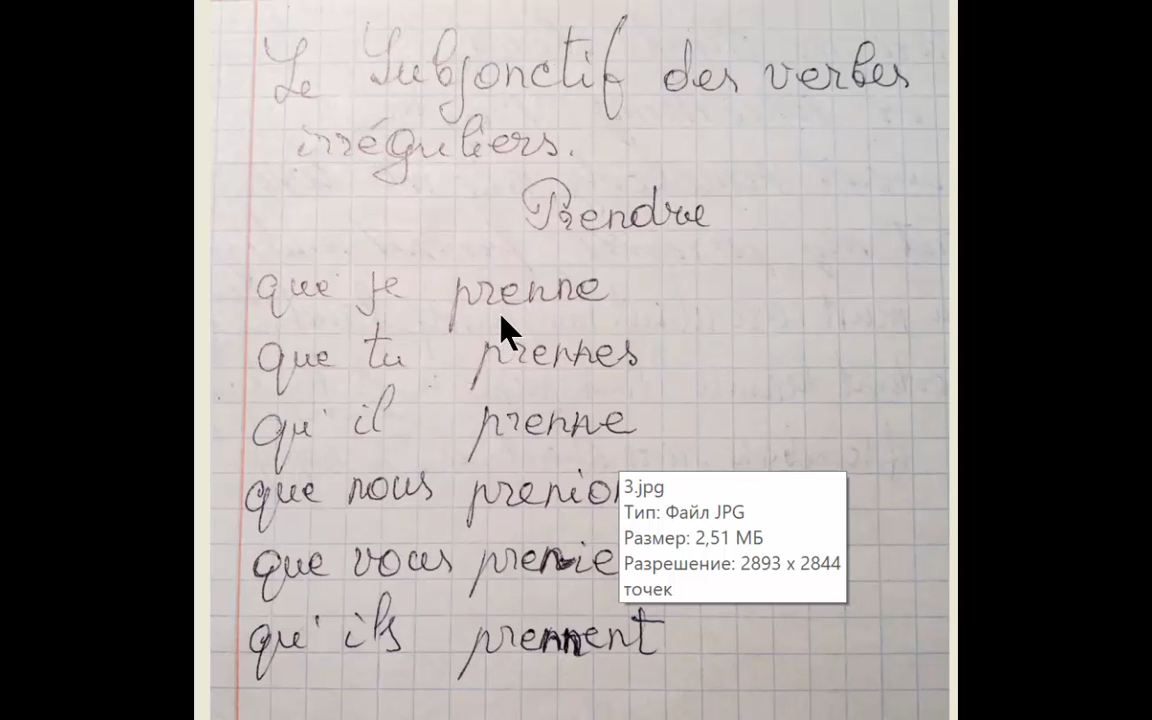 Le Subjonctif des verbes
irréguliers.
Prendre
que je prenne
que tu prennes
qu'il prenne
que nous
que vous
qu'ils prennent
3.jpg
Тип: Файл JPG
Размер: 2,51 МБ
Разрешение: 2893 x 2844
точек